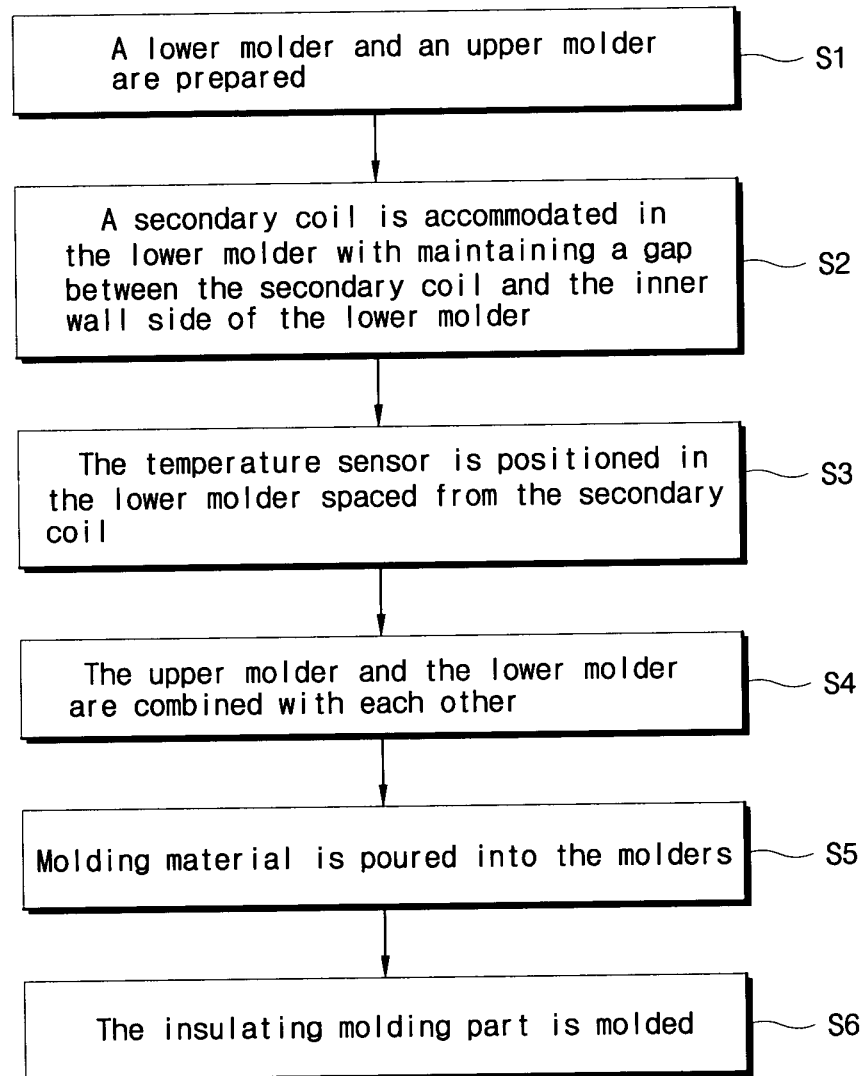 A lower molder and an upper molder
are prepared
S1
A secondary coil is accommodated in
the lower molder with maintaining a gap
between the secondary coil and the inner
wall side of the lower molder
S2
The temperature sensor is positioned in
the lower molder spaced from the secondary
coil
S3
The upper molder and the lower molder
are combined with each other
S4
Molding material is poured into the molders
S5
The insulating molding part is molded
S6